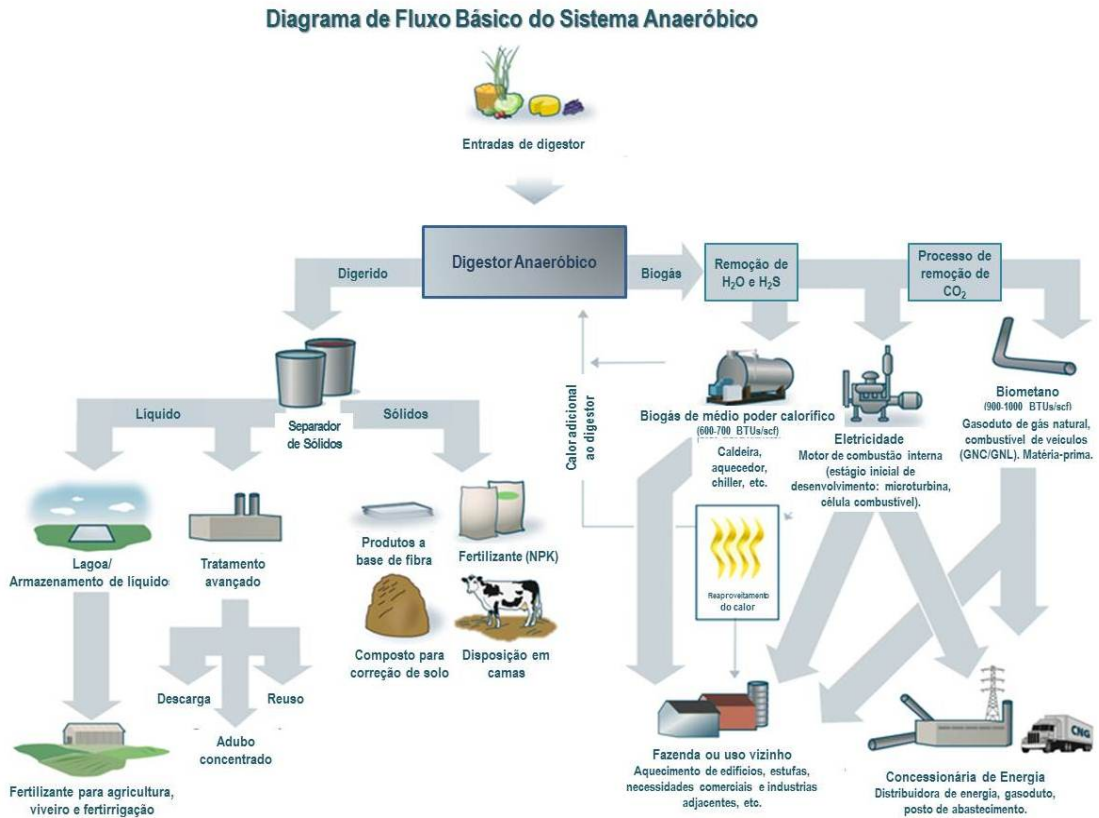 Diagrama de Fluxo Básico do Sistema Anaeróbico
Entradas de digestor
Digestor Anaeróbico
Digerido
Biogás
Remoção de
H₂O e H₂S
Processo de
remoção de
CO₂
Separador
de Sólidos
Líquido
Sólidos
Calor adicional
ao digestor
Biogás de médio poder calorífico
(600-700 BTUs/scf)
Caldeira,
aquecedor,
chiller, etc.
Eletricidade
Motor de combustão interna
(estágio inicial de
desenvolvimento: microturbina,
célula combustível).
Biometano
(900-1000 BTUs/scf)
Gasoduto de gás natural,
combustível de veículos
(GNC/GNL). Matéria-prima.
Lagoa/
Armazenamento de líquidos
Tratamento
avançado
Produtos a
base de fibra
Fertilizante (NPK)
Composto para
correção de solo
Disposição em
camas
Reaproveitamento
do calor
Descarga
Reuso
Adubo
concentrado
Fertilizante para agricultura,
viveiro e fertirrigação
Fazenda ou uso vizinho
Aquecimento de edifícios, estufas,
necessidades comerciais e industrias
adjacentes, etc.
CNG
Concessionária de Energia
Distribuidora de energia, gasoduto,
posto de abastecimento.